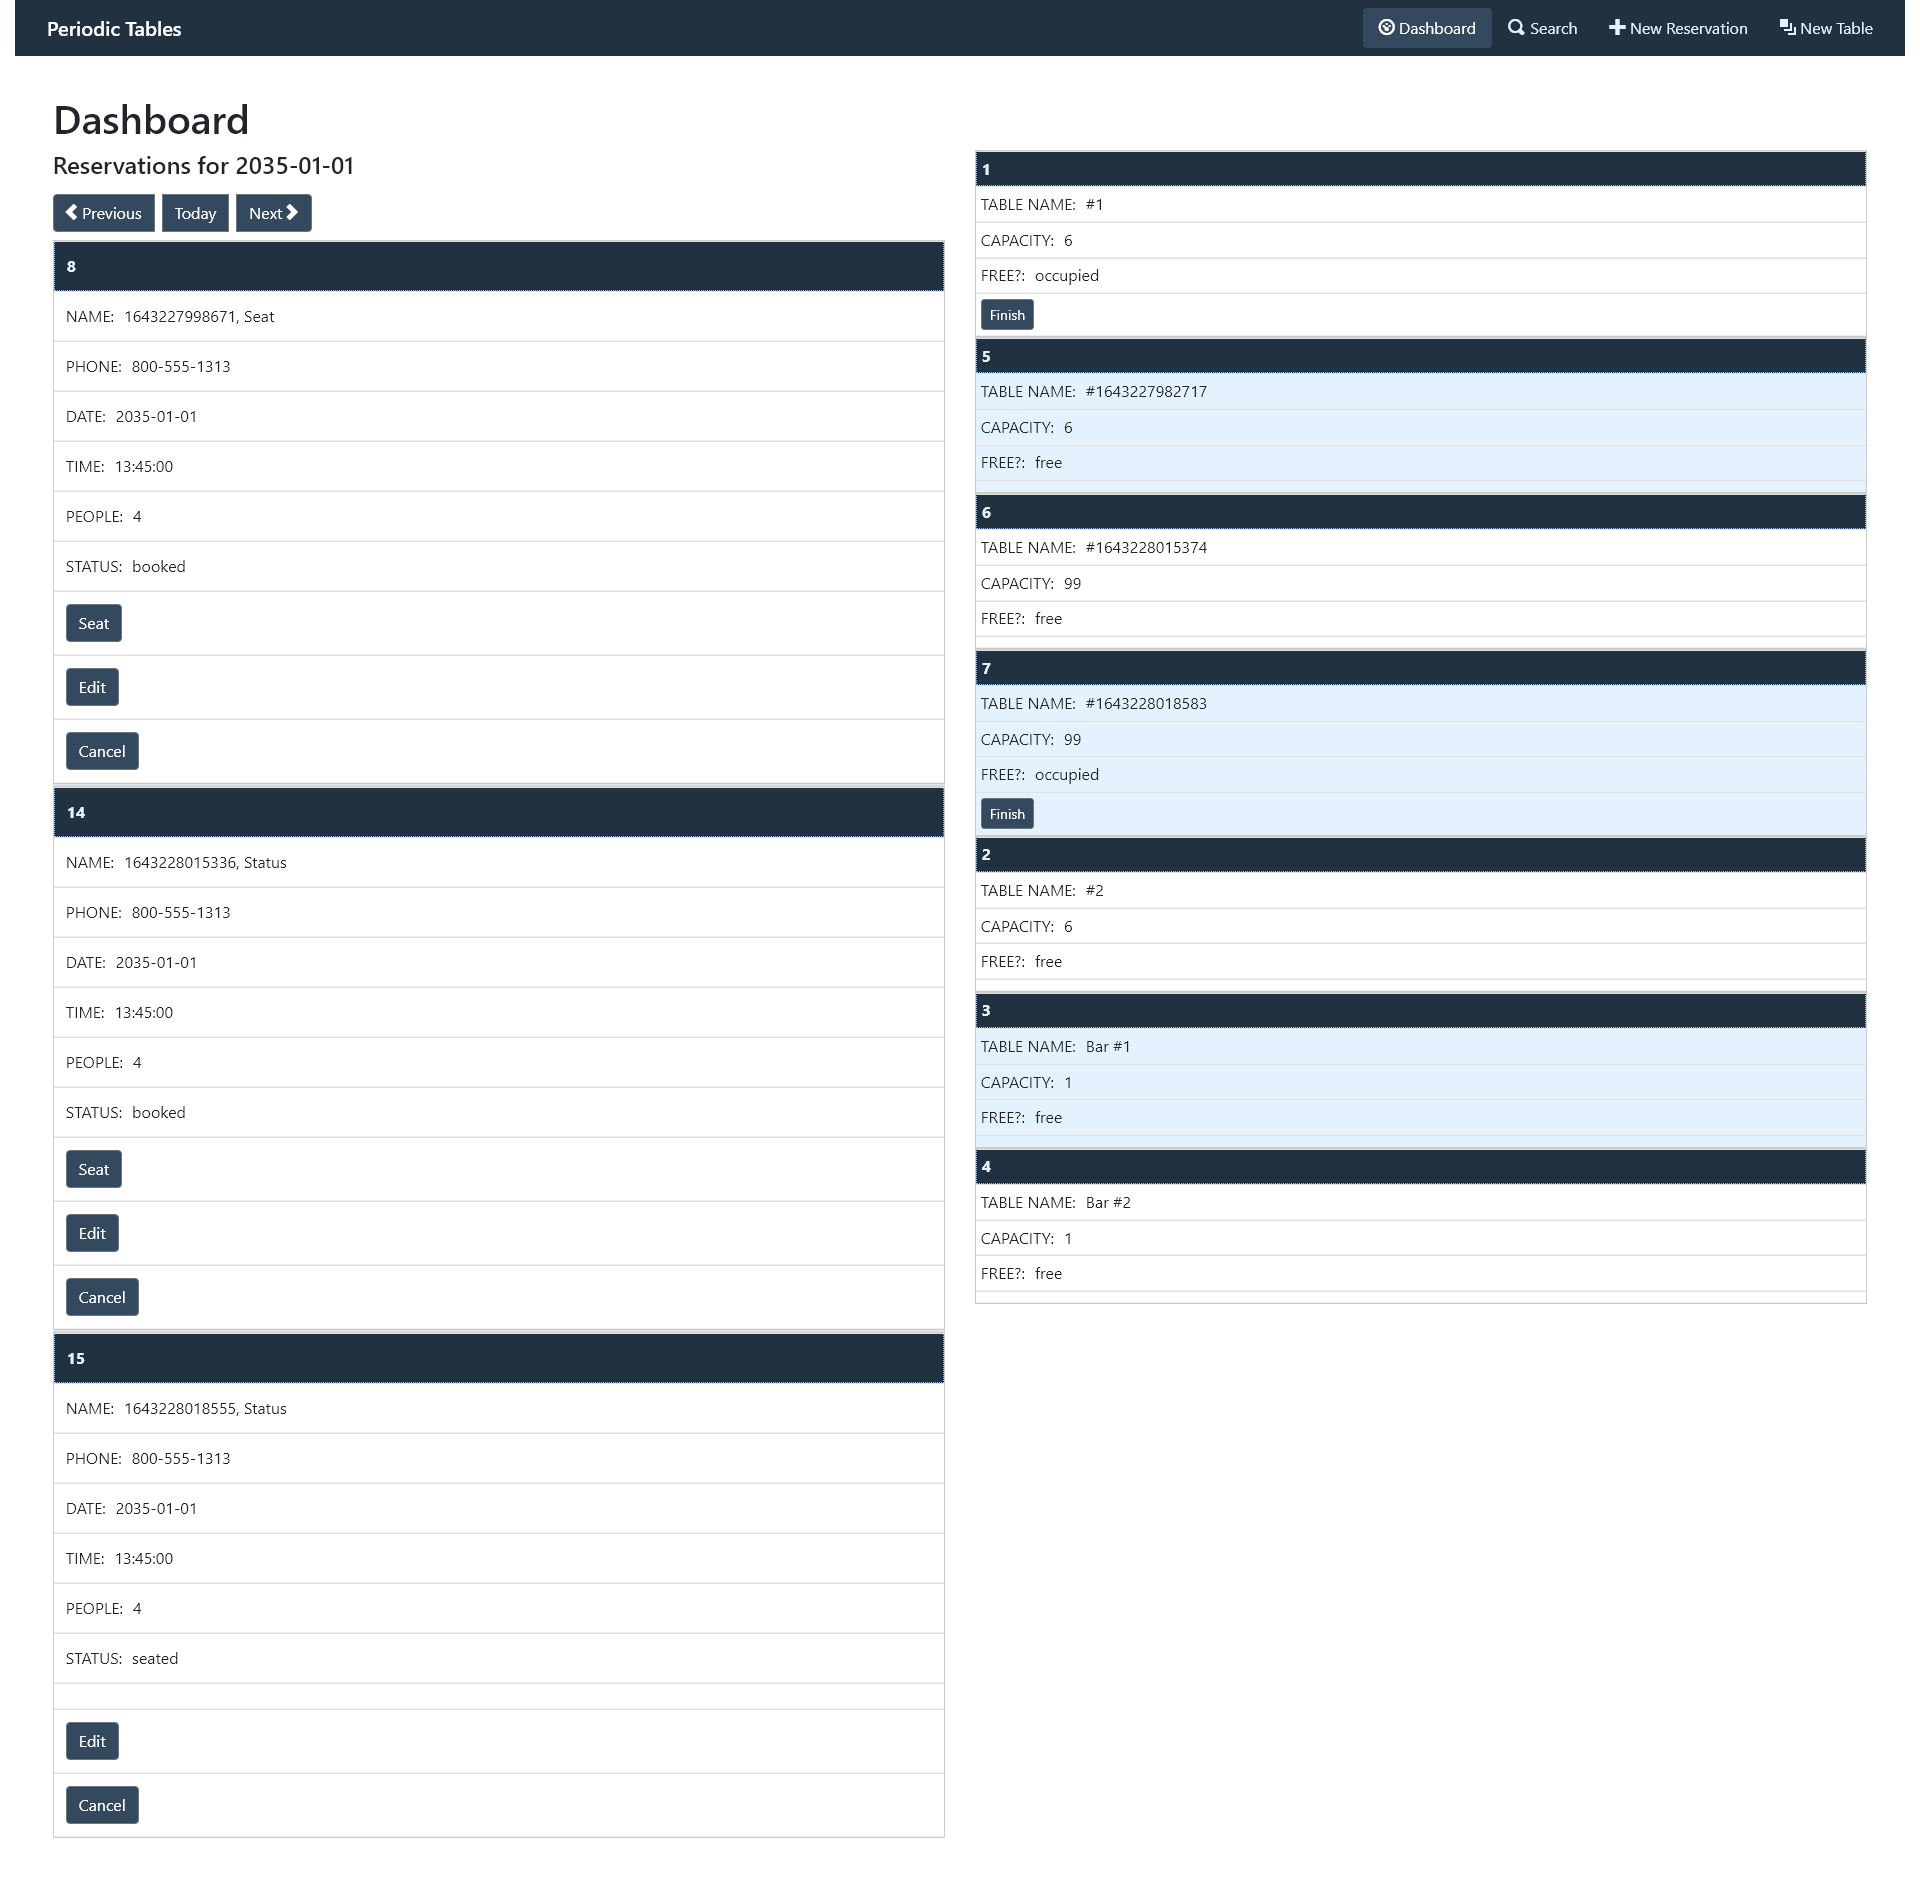 Periodic Tables
Dashboard
Search
New Reservation
New Table
Dashboard
Reservations for 2035-01-01
Previous
Today
Next
8
NAME: 1643227998671, Seat
PHONE: 800-555-1313
DATE: 2035-01-01
TIME: 13:45:00
PEOPLE: 4
STATUS: booked
Seat
Edit
Cancel
14
NAME: 1643228015336, Status
PHONE: 800-555-1313
DATE: 2035-01-01
TIME: 13:45:00
PEOPLE: 4
STATUS: booked
Seat
Edit
Cancel
15
NAME: 1643228018555, Status
PHONE: 800-555-1313
DATE: 2035-01-01
TIME: 13:45:00
PEOPLE: 4
STATUS: seated
Edit
Cancel
1
TABLE NAME: #1
CAPACITY: 6
FREE?: occupied
Finish
5
TABLE NAME: #1643227982717
CAPACITY: 6
FREE?: free
6
TABLE NAME: #1643228015374
CAPACITY: 99
FREE?: free
7
TABLE NAME: #1643228018583
CAPACITY: 99
FREE?: occupied
Finish
2
TABLE NAME: #2
CAPACITY: 6
FREE?: free
3
TABLE NAME: Bar #1
CAPACITY: 1
FREE?: free
4
TABLE NAME: Bar #2
CAPACITY: 1
FREE?: free